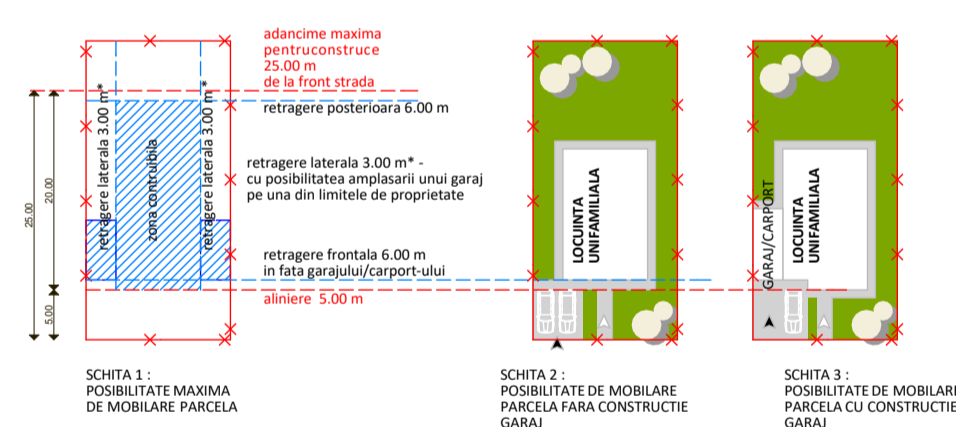 adancime maxima
pentruconstruce
25.00 m
de la front strada
retragere posterioara 6.00 m
retragere laterala 3.00 m* -
cu posibilitatea amplasarii unui garaj
pe una din limitele de proprietate
retragere frontala 6.00 m
in fata garajului/carport-ului
aliniere 5.00 m
25.00
20.00
5.00
retragere laterala 3.00 m*
zona contruibila
retragere laterala 3.00 m*
LOCUINTA
UNIFAMILIALA
GARAJ/CARPORT
LOCUINTA
UNIFAMILIALA
SCHITA 1 :
POSIBILITATE MAXIMA
DE MOBILARE PARCELA
SCHITA 2 :
POSIBILITATE DE MOBILARE
PARCELA FARA CONSTRUCTIE
GARAJ
SCHITA 3 :
POSIBILITATE DE MOBILARE
PARCELA CU CONSTRUCTIE
GARAJ